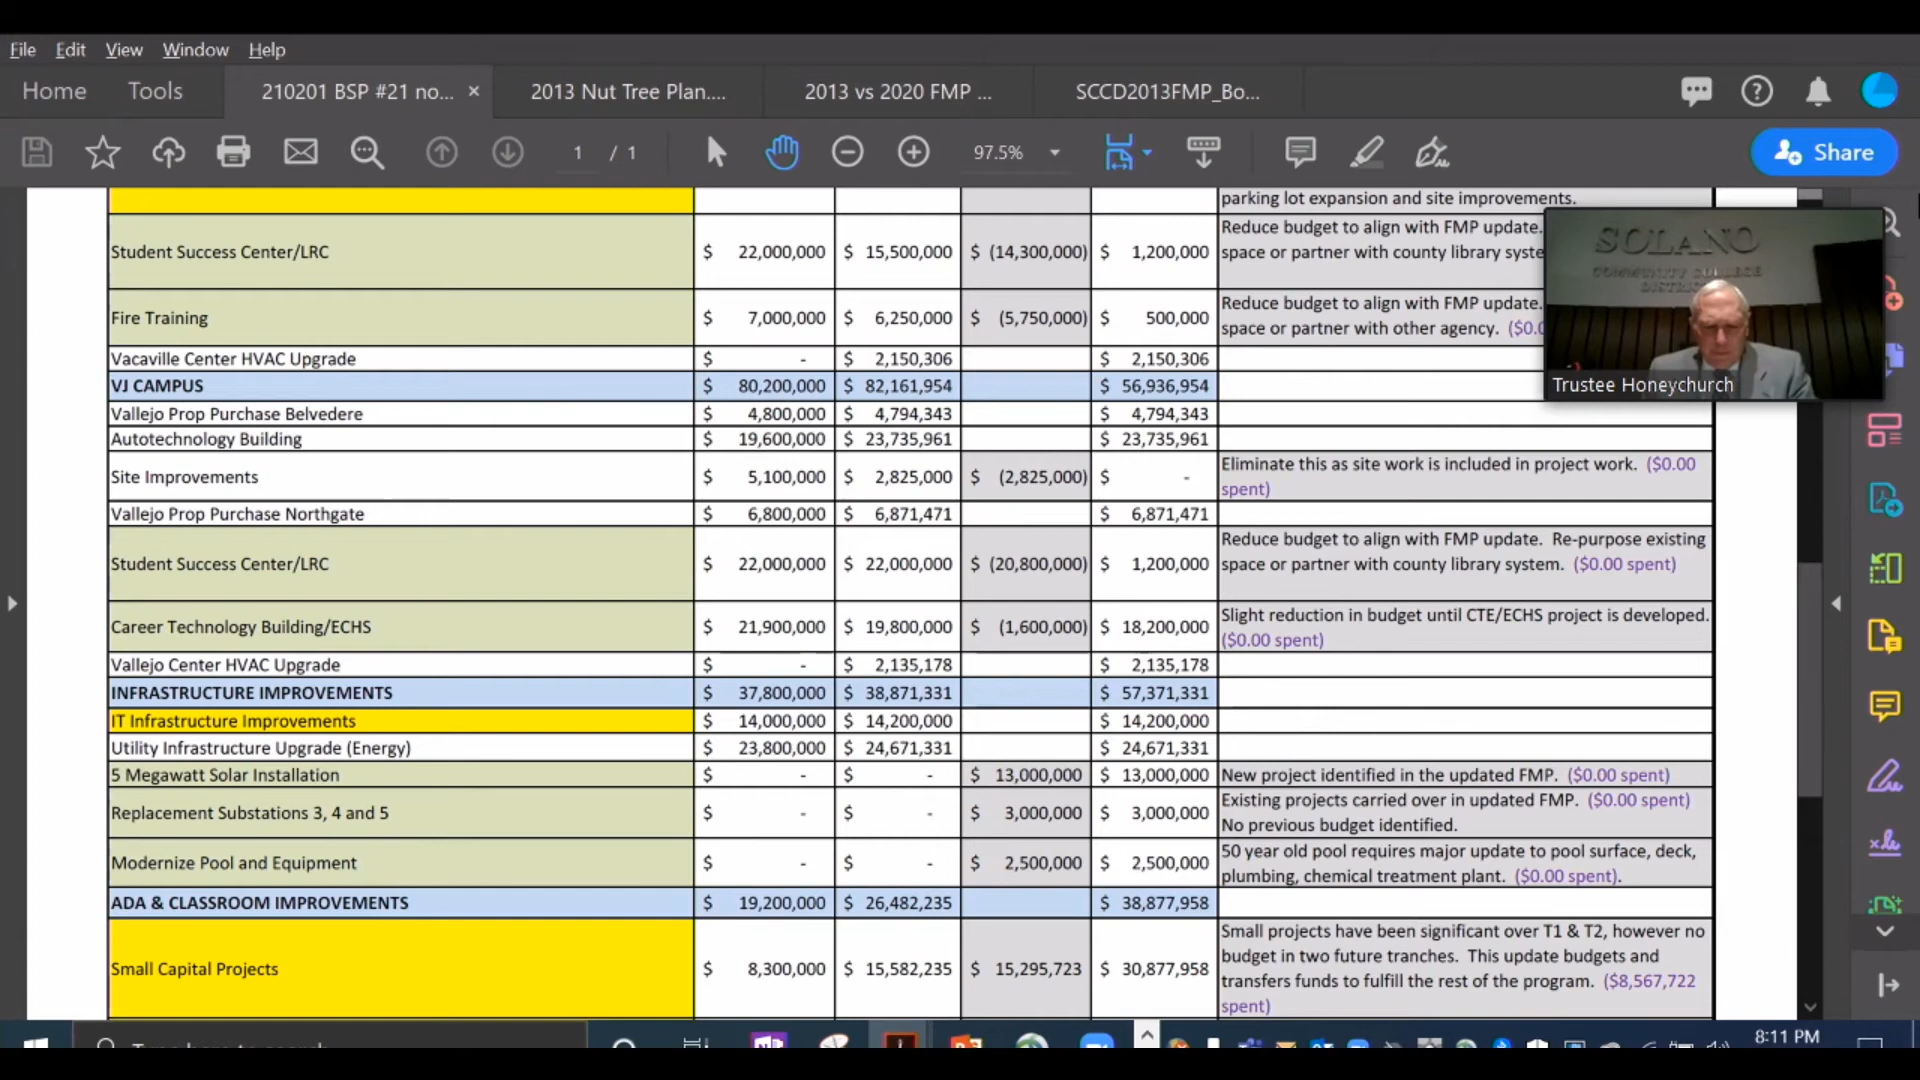 File Edit View Window Help
Home Tools 210201 BSP #21 no... × 2013 Nut Tree Plan.... 2013 vs 2020 FMP ... SCCD2013FMP_Bo...
1 / 1 97.5% Share
parking lot expansion and site improvements.
Student Success Center/LRC $ 22,000,000 $ 15,500,000 $ (14,300,000) $ 1,200,000 Reduce budget to align with FMP update.
space or partner with county library syste
Fire Training $ 7,000,000 $ 6,250,000 $ (5,750,000) $ 500,000 Reduce budget to align with FMP update.
space or partner with other agency. ($0.
Vacaville Center HVAC Upgrade $ - $ 2,150,306 $ 2,150,306
VJ CAMPUS $ 80,200,000 $ 82,161,954 $ 56,936,954
Vallejo Prop Purchase Belvedere $ 4,800,000 $ 4,794,343 $ 4,794,343
Autotechnology Building $ 19,600,000 $ 23,735,961 $ 23,735,961
Site Improvements $ 5,100,000 $ 2,825,000 $ (2,825,000) $ - Eliminate this as site work is included in project work. ($0.00
spent)
Vallejo Prop Purchase Northgate $ 6,800,000 $ 6,871,471 $ 6,871,471
Student Success Center/LRC $ 22,000,000 $ 22,000,000 $ (20,800,000) $ 1,200,000 Reduce budget to align with FMP update. Re-purpose existing
space or partner with county library system. ($0.00 spent)
Career Technology Building/ECHS $ 21,900,000 $ 19,800,000 $ (1,600,000) $ 18,200,000 Slight reduction in budget until CTE/ECHS project is developed.
($0.00 spent)
Vallejo Center HVAC Upgrade $ - $ 2,135,178 $ 2,135,178
INFRASTRUCTURE IMPROVEMENTS $ 37,800,000 $ 38,871,331 $ 57,371,331
IT Infrastructure Improvements $ 14,000,000 $ 14,200,000 $ 14,200,000
Utility Infrastructure Upgrade (Energy) $ 23,800,000 $ 24,671,331 $ 24,671,331
5 Megawatt Solar Installation $ - $ - $ 13,000,000 $ 13,000,000 New project identified in the updated FMP. ($0.00 spent)
Replacement Substations 3, 4 and 5 $ - $ - $ 3,000,000 $ 3,000,000 Existing projects carried over in updated FMP. ($0.00 spent)
No previous budget identified.
Modernize Pool and Equipment $ - $ - $ 2,500,000 $ 2,500,000 50 year old pool requires major update to pool surface, deck,
plumbing, chemical treatment plant. ($0.00 spent).
ADA & CLASSROOM IMPROVEMENTS $ 19,200,000 $ 26,482,235 $ 38,877,958
Small Capital Projects $ 8,300,000 $ 15,582,235 $ 15,295,723 $ 30,877,958 Small projects have been significant over T1 & T2, however no
budget in two future tranches. This update budgets and
transfers funds to fulfill the rest of the program. ($8,567,722
spent)
SOLANO
COMMUNITY COLLEGE
DISTRI
Trustee Honeychurch
8:11 PM